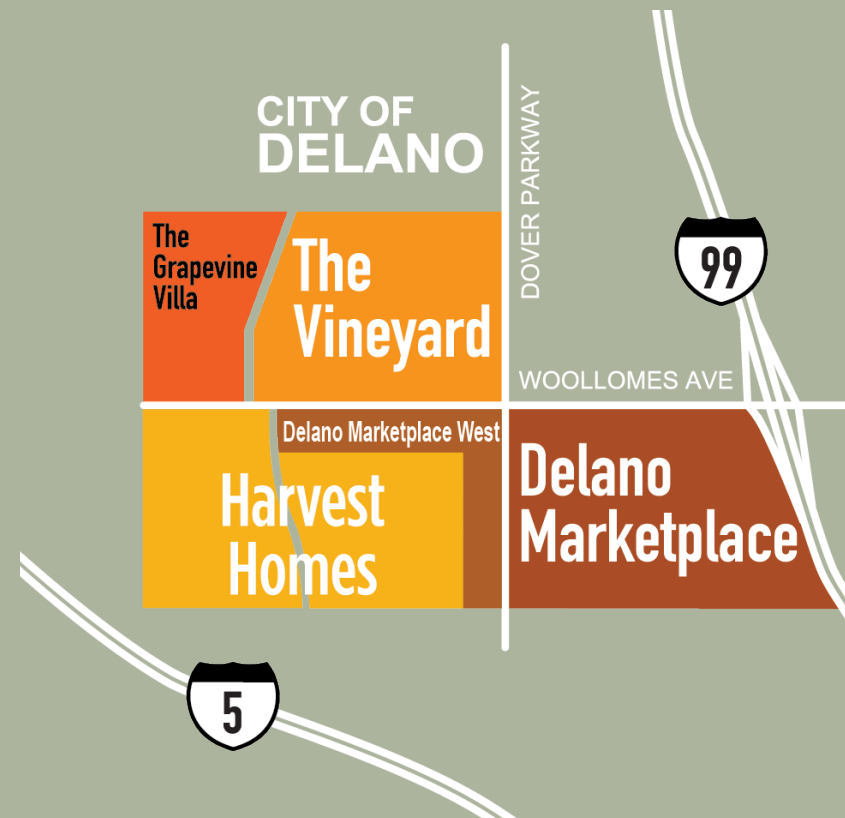 CITY OF
DELANO
DOVER PARKWAY
99
The
Grapevine
Villa
The
Vineyard
WOOLLOMES AVE
Delano Marketplace West
Delano
Marketplace
Harvest
Homes
5